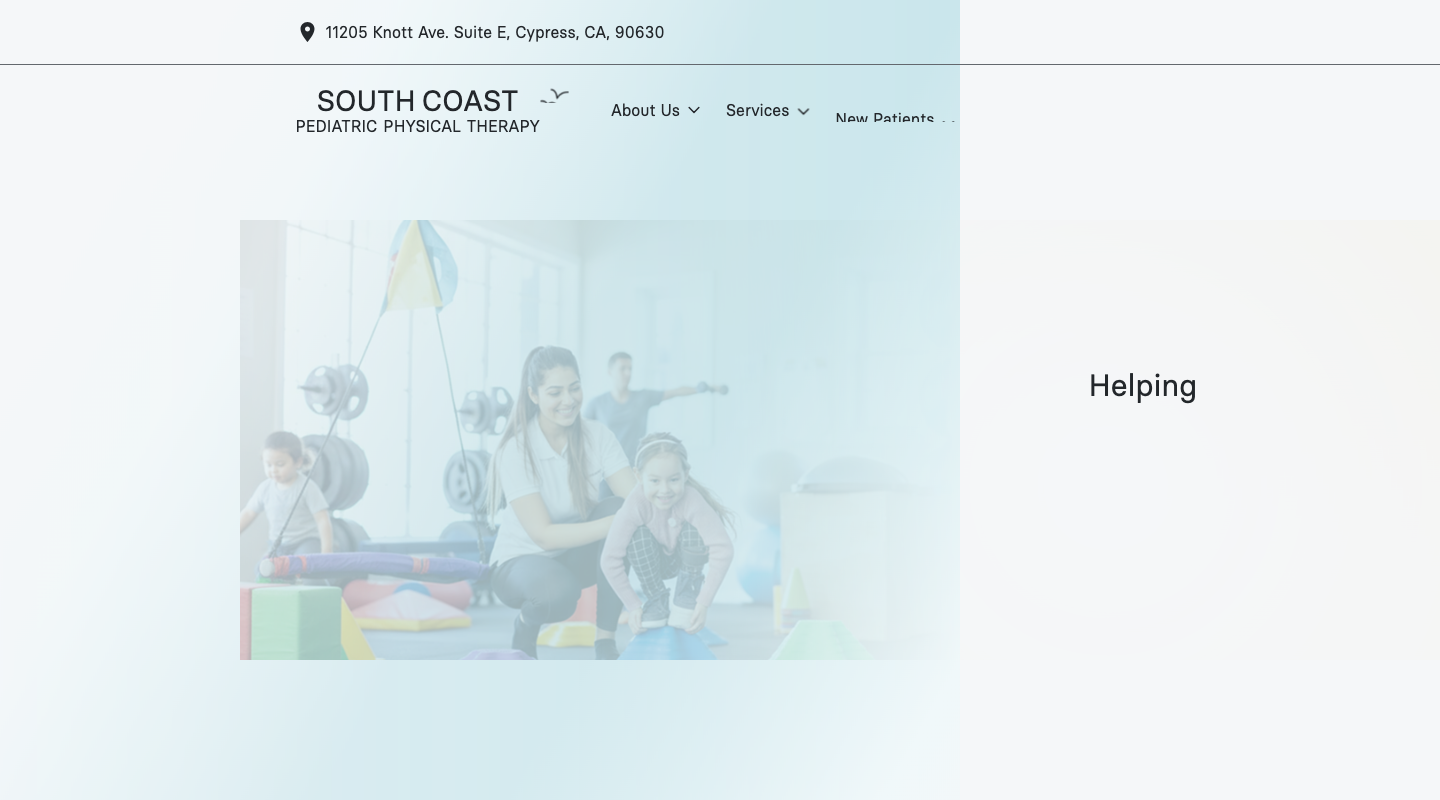 11205 Knott Ave. Suite E, Cypress, CA, 90630
SOUTH COAST
PEDIATRIC PHYSICAL THERAPY
About Us
Services
New Patients
Helping